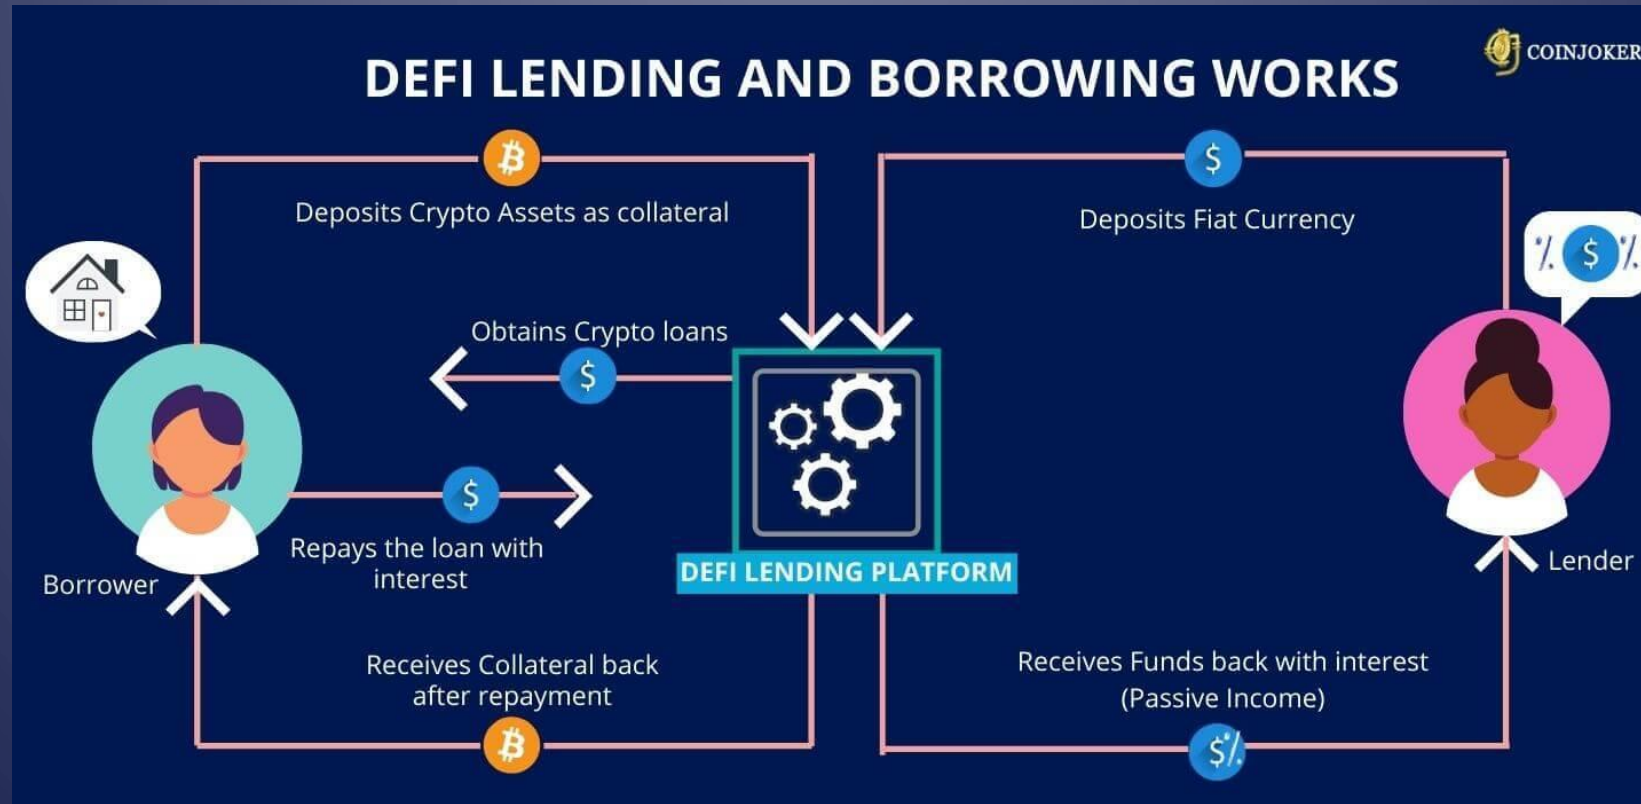 COINJOKER
DEFI LENDING AND BORROWING WORKS
Deposits Crypto Assets as collateral
Deposits Fiat Currency
Obtains Crypto loans
Repays the loan with
interest
Borrower
DEFI LENDING PLATFORM
Lender
Receives Collateral back
after repayment
Receives Funds back with interest
(Passive Income)